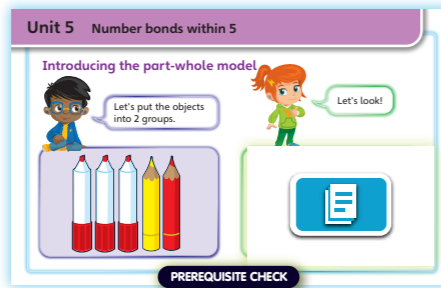 Unit 5 Number bonds within 5
Introducing the part-whole model
Let's put the objects
into 2 groups.
Let's look!
PREREQUISITE CHECK